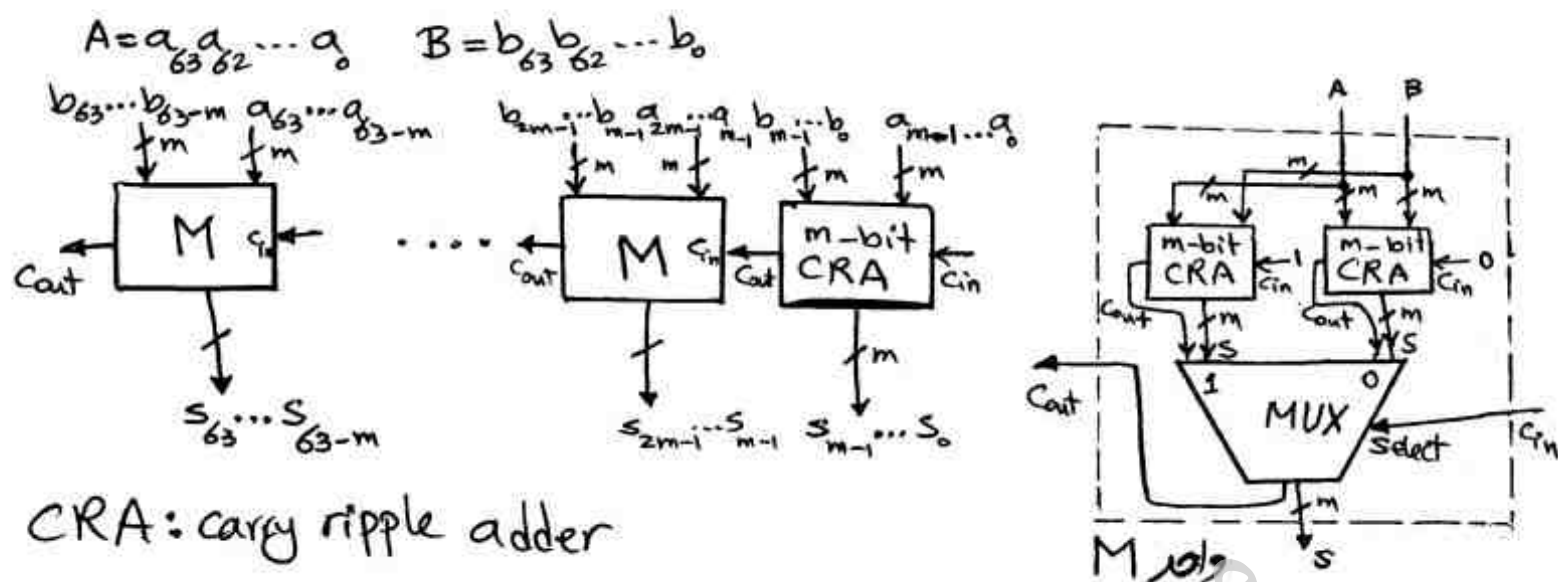 A = a₆₃a₆₂...a₀ B = b₆₃b₆₂...b₀
b₆₃...b₆₃₋ₘ a₆₃...a₆₃₋ₘ
b₂ₘ₋₁...bₘ₋₁ a₂ₘ₋₁...aₘ₋₁ bₘ₋₁...b₀ aₘ₋₁...a₀
m m m m m m
M Cin Cout
....
M Cin Cout Cout
m-bit
CRA
Cin
m
S₆₃...S₆₃₋ₘ
S₂ₘ₋₁...Sₘ₋₁
Sₘ₋₁...S₀
CRA: carry ripple adder
A B
m m m m
m-bit
CRA
1
Cin
m-bit
CRA
0
Cin
Cout m Cout m
S S
1 0
MUX
Select
Cin
Cout
m
S
مدار M